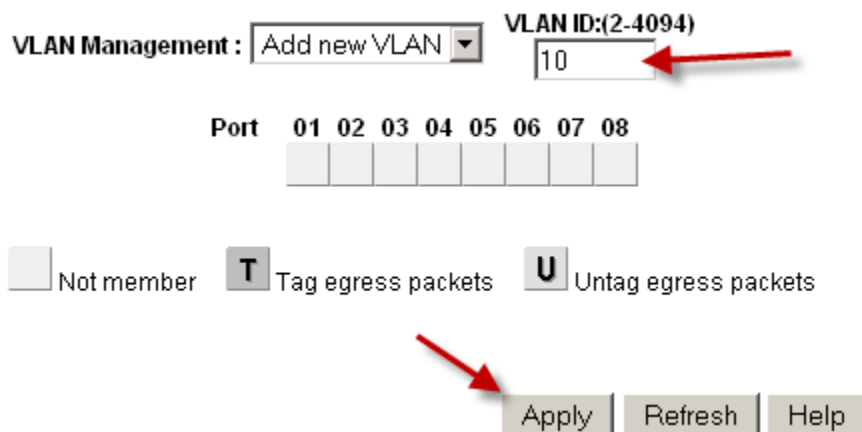 VLAN Management : Add new VLAN VLAN ID:(2-4094)
10
Port 01 02 03 04 05 06 07 08
Not member T Tag egress packets U Untag egress packets
Apply Refresh Help